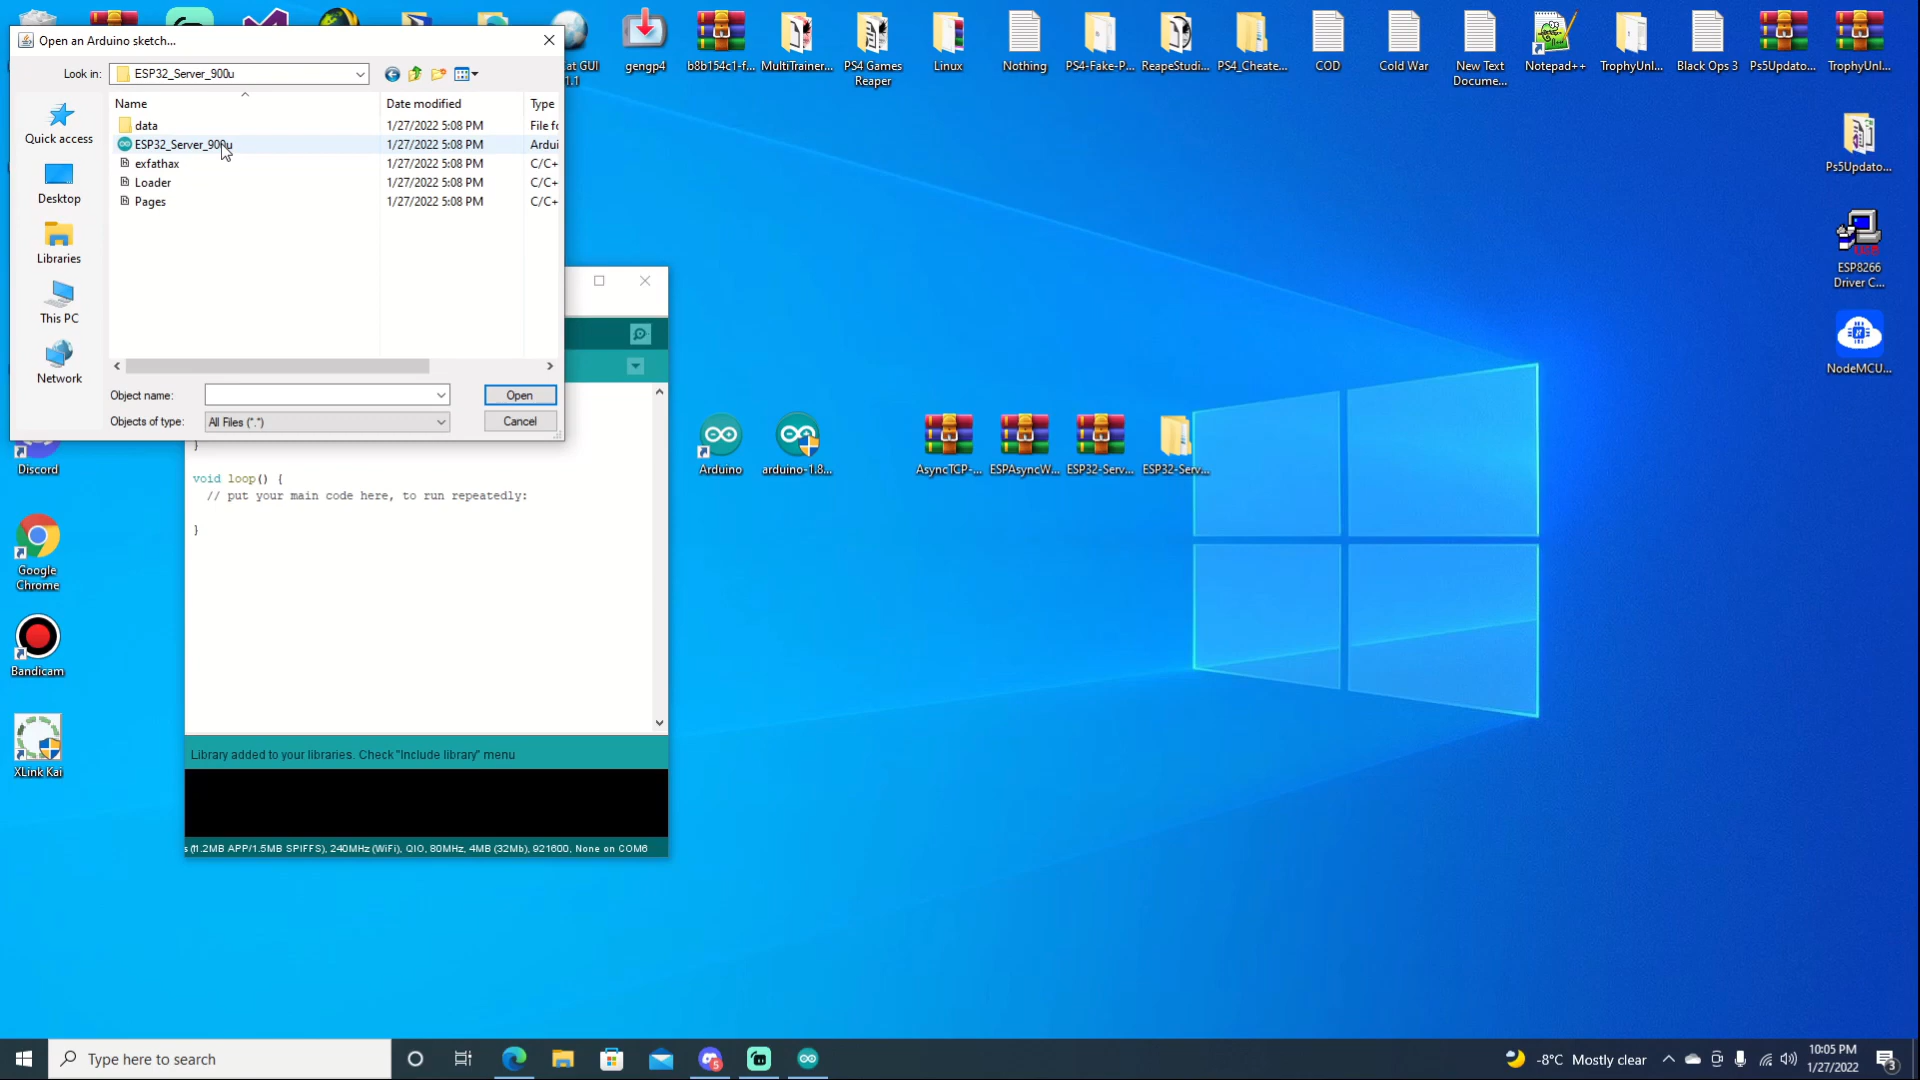 Open an Arduino sketch...
Look in:
ESP32_Server_900u
Name
Date modified
Type
data
1/27/2022 5:08 PM
File fo
ESP32_Server_900u
1/27/2022 5:08 PM
Ardui
exfathax
1/27/2022 5:08 PM
C/C+
Loader
1/27/2022 5:08 PM
C/C+
Pages
1/27/2022 5:08 PM
C/C+
Quick access
Desktop
Libraries
This PC
Network
Object name:
Open
Objects of type:
All Files (*.*)
Cancel
at GUI
1.1
gengp4
b8b154c1-f...
MultiTrainer...
PS4 Games
Reaper
Linux
Nothing
PS4-Fake-P...
ReapeStudi...
PS4_Cheate...
COD
Cold War
New Text
Docume...
Notepad++
TrophyUnl...
Black Ops 3
Ps5Updato...
TrophyUnl...
Ps5Updato...
ESP8266
Driver C...
NodeMCU...
Arduino
arduino-1.8...
AsyncTCP-...
ESPAsyncW...
ESP32-Serv...
ESP32-Serv...
Discord
Google
Chrome
Bandicam
XLink Kai
}
void loop() {
// put your main code here, to run repeatedly:
}
Library added to your libraries. Check "Include library" menu
s (1.2MB APP/1.5MB SPIFFS), 240MHz (WiFi), QIO, 80MHz, 4MB (32Mb), 921600, None on COM6
Type here to search
-8°C Mostly clear
10:05 PM
1/27/2022
3